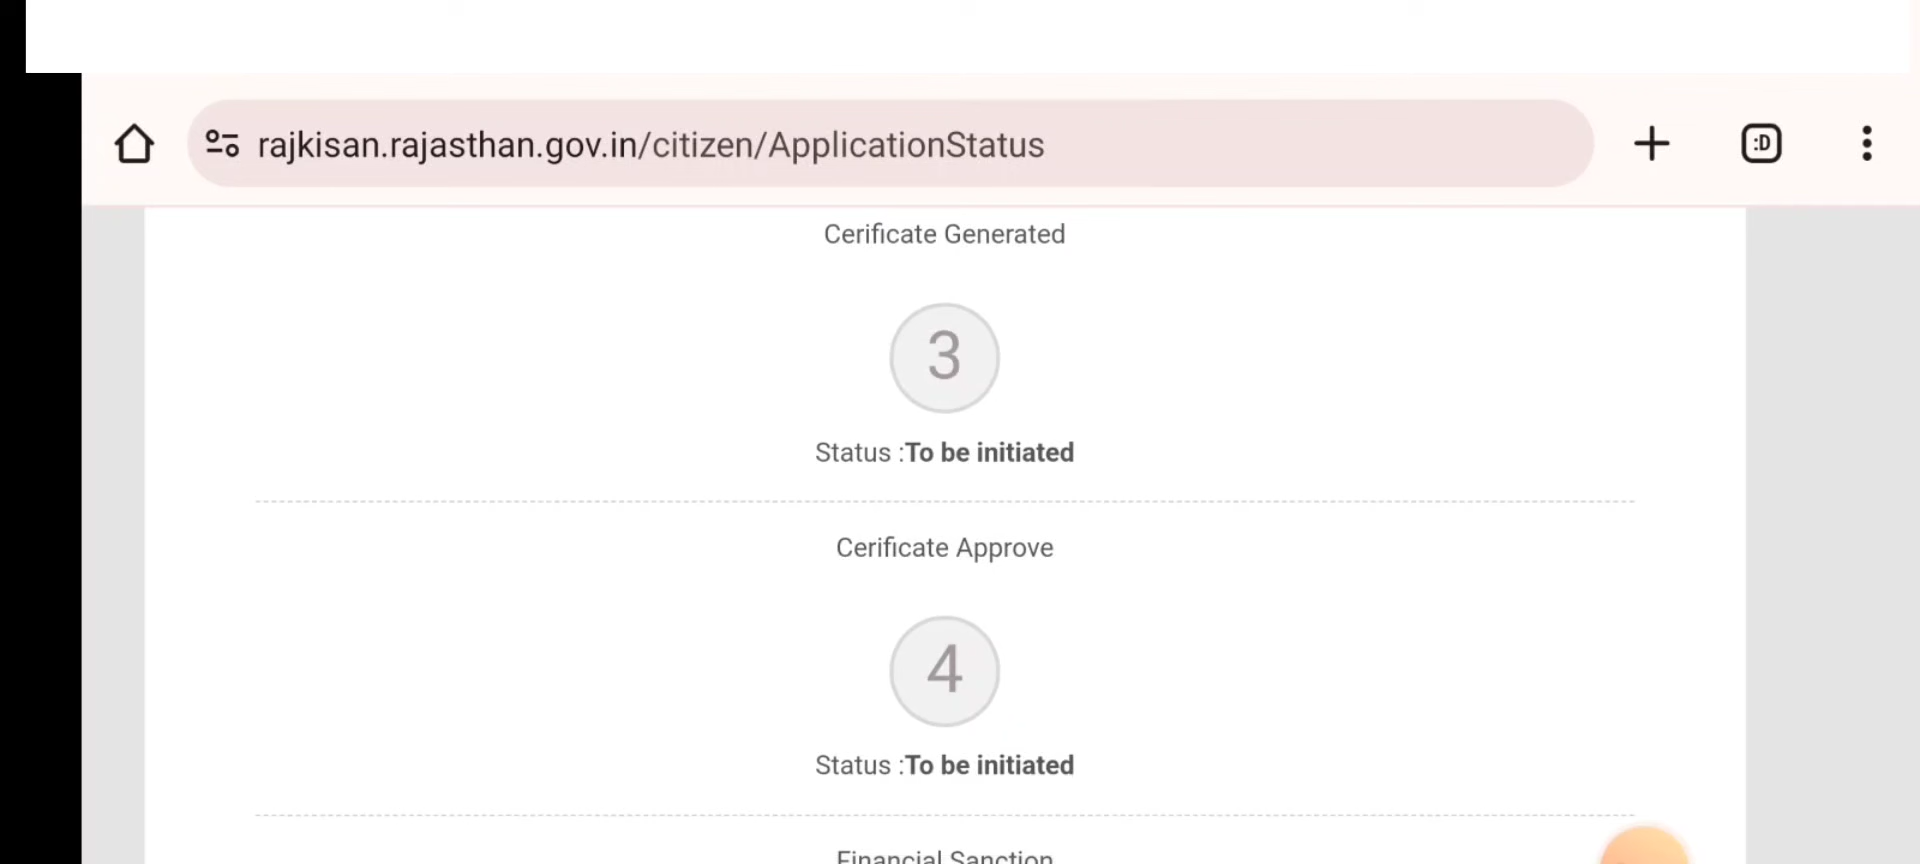 rajkisan.rajasthan.gov.in/citizen/ApplicationStatus
:D
Cerificate Generated
3
Status :To be initiated
Cerificate Approve
4
Status :To be initiated
Financial Sanction